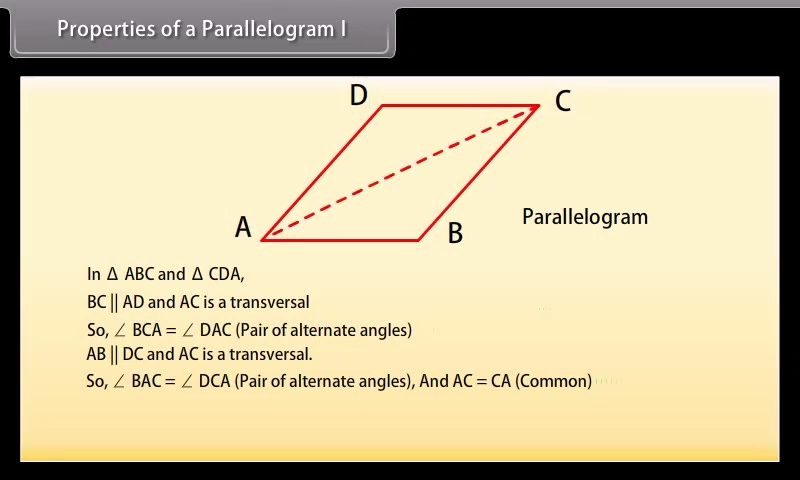 Properties of a Parallelogram I
D
C
A
B
Parallelogram
In Δ ABC and Δ CDA,
BC || AD and AC is a transversal
So, ∠ BCA = ∠ DAC (Pair of alternate angles)
AB || DC and AC is a transversal.
So, ∠ BAC = ∠ DCA (Pair of alternate angles), And AC = CA (Common)